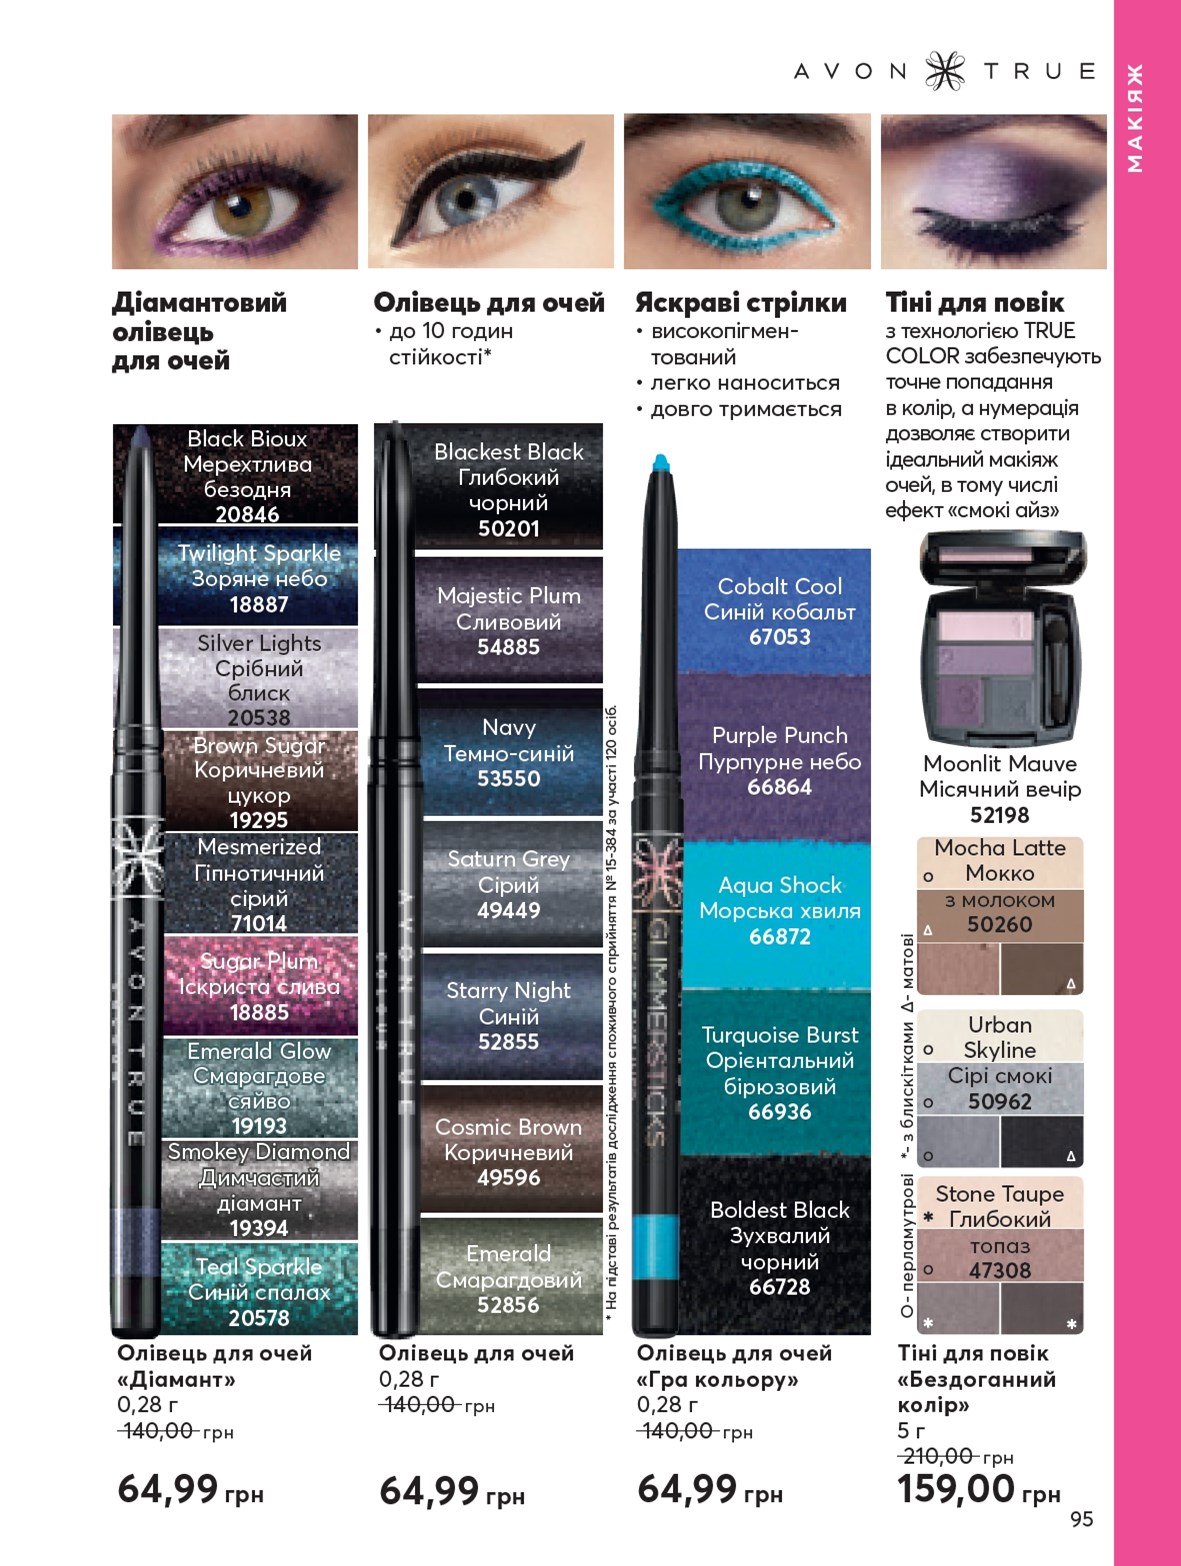 AVON TRUE
МАКІЯЖ
Діамантовий
олівець
для очей
Олівець для очей
• до 10 годин
стійкості*
Яскраві стрілки
• високопігмен-
тований
• легко наноситься
• довго тримається
Тіні для повік
з технологією TRUE
COLOR забезпечують
точне попадання
в колір, а нумерація
дозволяє створити
ідеальний макіяж
очей, в тому числі
ефект «смокі айз»
Black Bioux
Мерехтлива
безодня
20846
Twilight Sparkle
Зоряне небо
18887
Silver Lights
Срібний
блиск
20538
Brown Sugar
Коричневий
цукор
19295
Mesmerized
Гіпнотичний
сірий
71014
Sugar Plum
Іскриста слива
18885
Emerald Glow
Смарагдове
сяйво
19193
Smokey Diamond
Димчастий
діамант
19394
Teal Sparkle
Синій спалах
20578
AVON TRUE
Олівець для очей
«Діамант»
0,28 г
140,00 грн
64,99 грн
Blackest Black
Глибокий
чорний
50201
Majestic Plum
Сливовий
54885
Navy
Темно-синій
53550
Saturn Grey
Сірий
49449
Starry Night
Синій
52855
Cosmic Brown
Коричневий
49596
Emerald
Смарагдовий
52856
AVON TRUE
COLOUR
Олівець для очей
0,28 г
140,00 грн
64,99 грн
* На підставі результатів дослідження споживчого сприйняття № 15-384 за участі 120 осіб.
Cobalt Cool
Синій кобальт
67053
Purple Punch
Пурпурне небо
66864
Aqua Shock
Морська хвиля
66872
Turquoise Burst
Орієнтальний
бірюзовий
66936
Boldest Black
Зухвалий
чорний
66728
GLIMMERSTICKS
Олівець для очей
«Гра кольору»
0,28 г
140,00 грн
64,99 грн
Moonlit Mauve
Місячний вечір
52198
Mocha Latte
Мокко
з молоком
50260
Urban
Skyline
Сірі смокі
50962
Stone Taupe
Глибокий
топаз
47308
О- перламутрові *- з блискітками Δ- матові
Тіні для повік
«Бездоганний
колір»
5 г
210,00 грн
159,00 грн
95